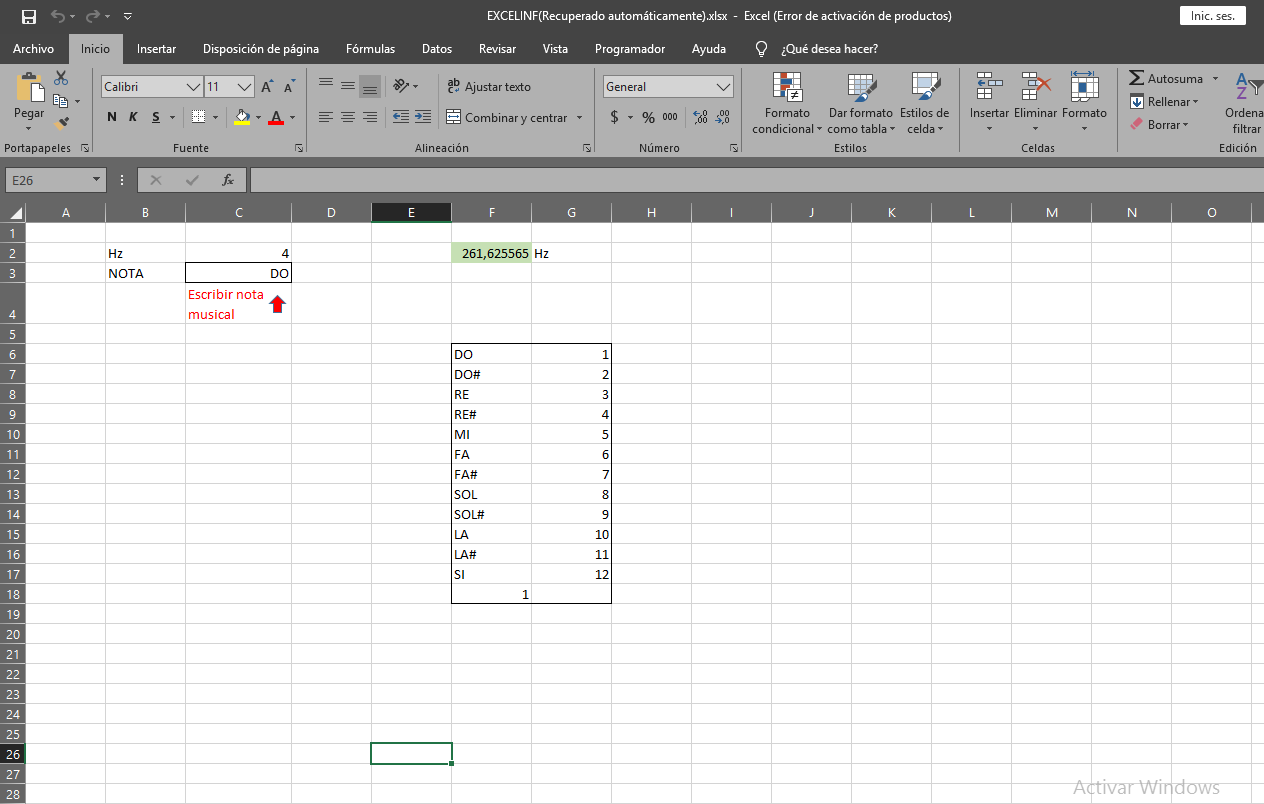 EXCELINF(Recuperado automáticamente).xlsx - Excel (Error de activación de productos)
Inic. ses.
Archivo Inicio Insertar Disposición de página Fórmulas Datos Revisar Vista Programador Ayuda ¿Qué desea hacer?
Pegar
Portapapeles
Calibri 11 A A
N K S A
Fuente
ab Ajustar texto
Combinar y centrar
Alineación
General
$ % 000 ,00 ,00
Número
Formato condicional
Dar formato como tabla
Estilos de celda
Estilos
Insertar Eliminar Formato
Celdas
Autosuma
Rellenar
Borrar
Ordena
filtrar
Edición
E26 fx
A B C D E F G H I J K L M N O
1
2 Hz 4 261,625565 Hz
3 NOTA DO
Escribir nota
4 musical
5
6 DO 1
7 DO# 2
8 RE 3
9 RE# 4
10 MI 5
11 FA 6
12 FA# 7
13 SOL 8
14 SOL# 9
15 LA 10
16 LA# 11
17 SI 12
18 1
19
20
21
22
23
24
25
26
27
28
Activar Windows